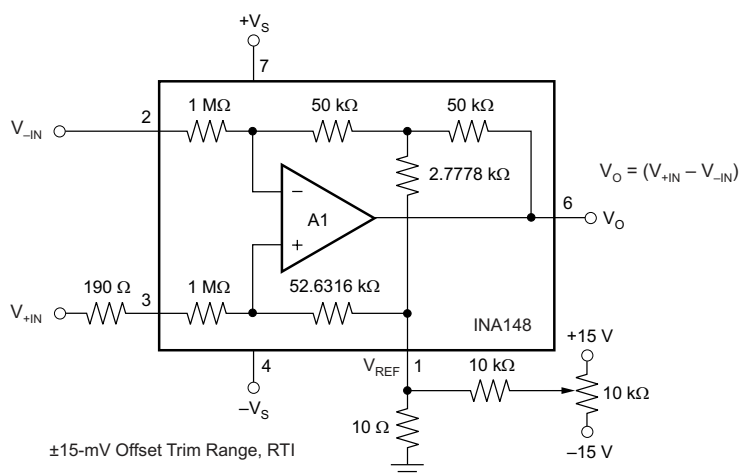 +V_S
7
1 MΩ
50 kΩ
50 kΩ
2
V_–IN
2.7778 kΩ
V_O = (V_+IN – V_–IN)
–
A1
6
V_O
+
190 Ω
3
1 MΩ
52.6316 kΩ
V_+IN
INA148
4
V_REF
1
10 kΩ
+15 V
10 kΩ
–V_S
10 Ω
–15 V
±15-mV Offset Trim Range, RTI